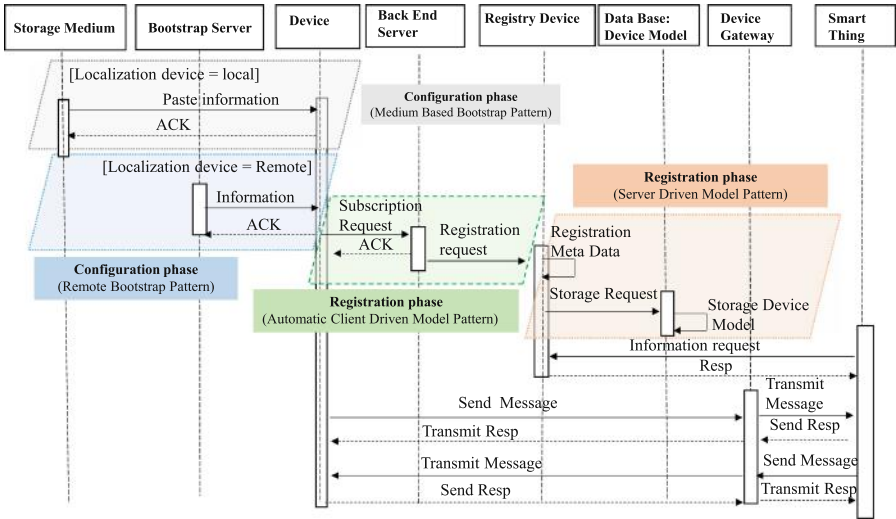 Storage Medium
Bootstrap Server
Device
Back End
Server
Registry Device
Data Base:
Device Model
Device
Gateway
Smart
Thing
[Localization device = local]
Paste information
ACK
Configuration phase
(Medium Based Bootstrap Pattern)
[Localization device = Remote]
Information
ACK
Configuration phase
(Remote Bootstrap Pattern)
Subscription
Request
ACK
Registration
request
Registration phase
(Automatic Client Driven Model Pattern)
Registration phase
(Server Driven Model Pattern)
Registration
Meta Data
Storage Request
Storage Device
Model
Information request
Resp
Send Message
Transmit
Message
Send Resp
Transmit Resp
Transmit Message
Send Message
Send Resp
Transmit Resp